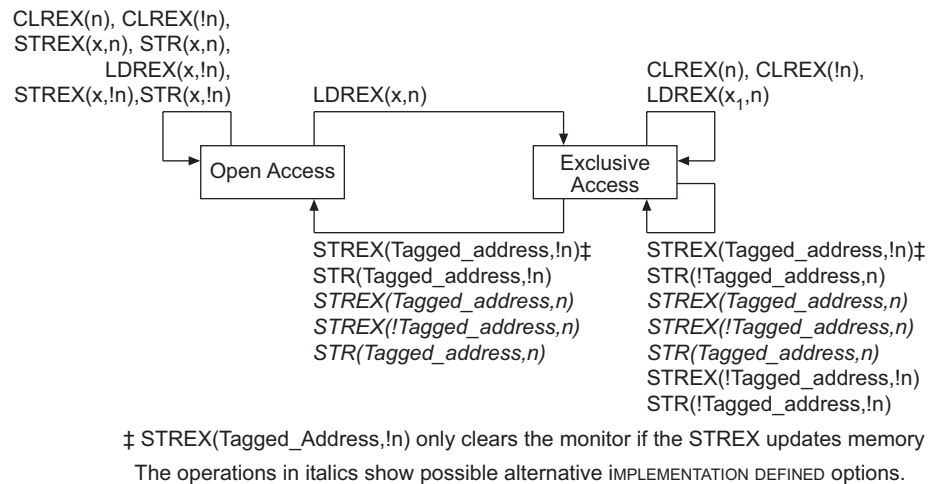 CLREX(n), CLREX(!n),
STREX(x,n), STR(x,n),
LDREX(x,!n),
STREX(x,!n),STR(x,!n)
LDREX(x,n)
CLREX(n), CLREX(!n),
LDREX(x₁,n)
Open Access
Exclusive
Access
STREX(Tagged_address,!n)‡
STR(Tagged_address,!n)
STREX(Tagged_address,n)
STREX(!Tagged_address,n)
STR(Tagged_address,n)
STREX(Tagged_address,!n)‡
STR(!Tagged_address,n)
STREX(Tagged_address,n)
STREX(!Tagged_address,n)
STR(Tagged_address,n)
STREX(!Tagged_address,!n)
STR(!Tagged_address,!n)
‡ STREX(Tagged_Address,!n) only clears the monitor if the STREX updates memory
The operations in italics show possible alternative IMPLEMENTATION DEFINED options.